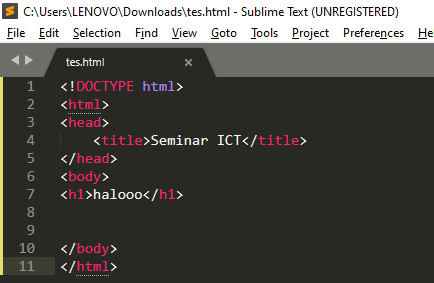 C:\Users\LENOVO\Downloads\tes.html - Sublime Text (UNREGISTERED)
File Edit Selection Find View Goto Tools Project Preferences He
tes.html
1 <!DOCTYPE html>
2 <html>
3 <head>
4     <title>Seminar ICT</title>
5 </head>
6 <body>
7 <h1>halooo</h1>
8
9
10 </body>
11 </html>